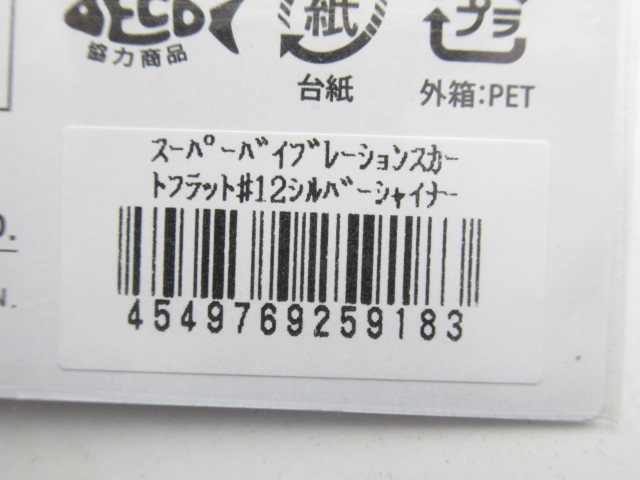 DECO
協力商品
紙
台紙
プラ
外箱:PET
スーパーバイブレーションスカー
トフラット#12シルバーシャイナー
4549769259183
D.
N.